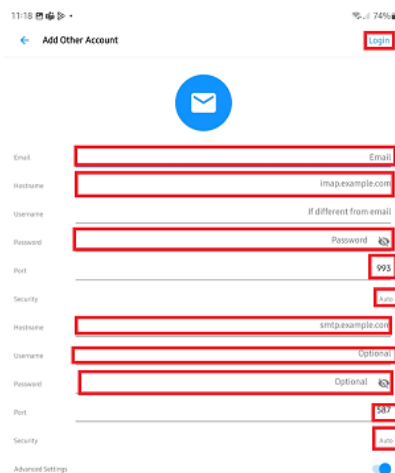 11:18
74%
Add Other Account
Login
Email
Email
Hostname
imap.example.com
Username
If different from email
Password
Password
Port
993
Security
Auto
Hostname
smtp.example.com
Username
Optional
Password
Optional
Port
587
Security
Auto
Advanced Settings